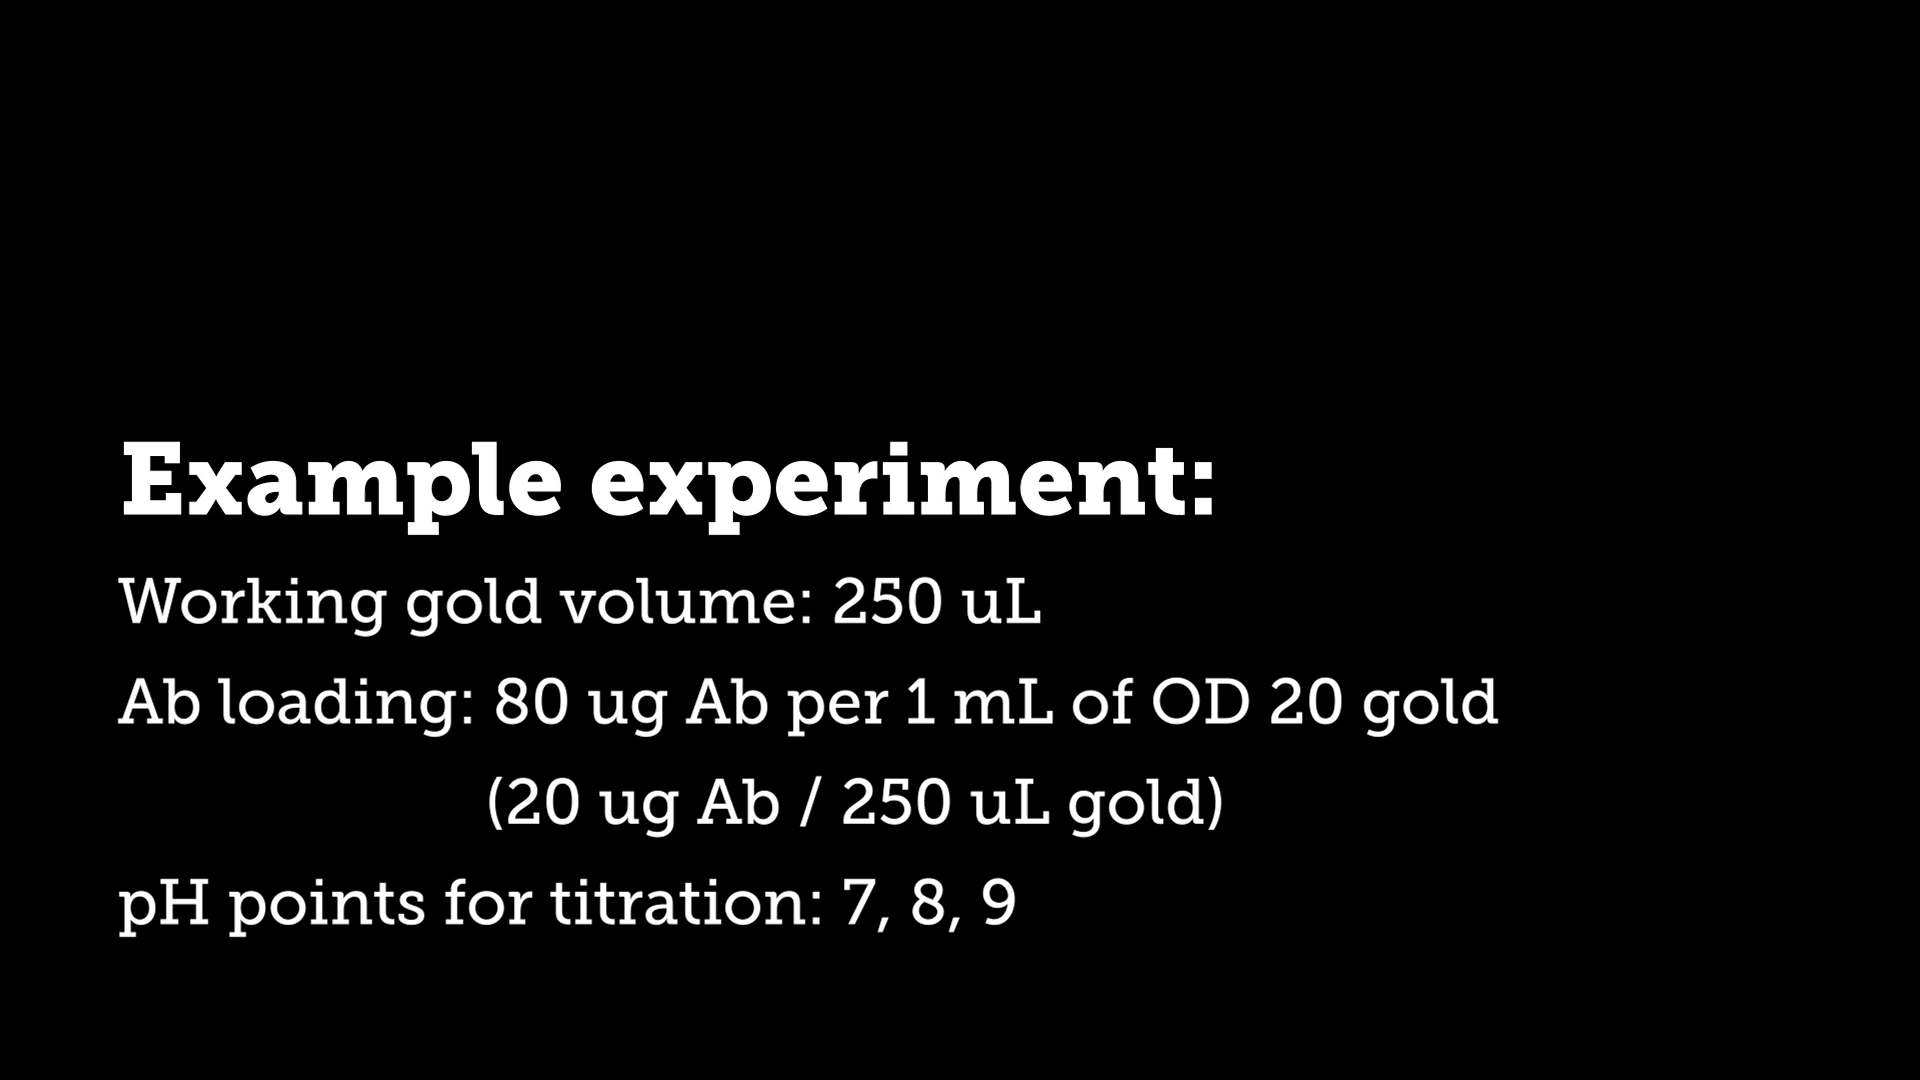 Example experiment:
Working gold volume: 250 uL
Ab loading: 80 ug Ab per 1 mL of OD 20 gold
(20 ug Ab / 250 uL gold)
pH points for titration: 7, 8, 9